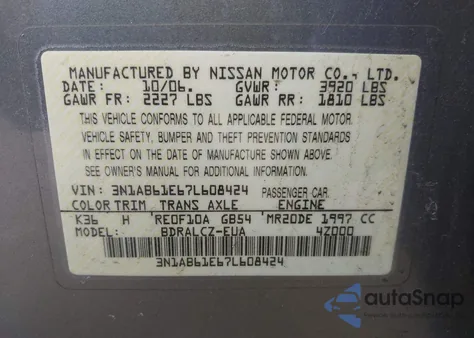 MANUFACTURED BY NISSAN MOTOR CO., LTD.
DATE: 10/06. GVWR: 3920 LBS
GAWR FR: 2227 LBS GAWR RR: 1810 LBS
THIS VEHICLE CONFORMS TO ALL APPLICABLE FEDERAL MOTOR
VEHICLE SAFETY, BUMPER AND THEFT PREVENTION STANDARDS
IN EFFECT ON THE DATE OF MANUFACTURE SHOWN ABOVE.
SEE OWNER'S MANUAL FOR ADDITIONAL INFORMATION.
VIN: 3N1AB61E67L608424 PASSENGER CAR.
COLOR TRIM TRANS AXLE ENGINE
K36 H RE0F10A GB54 MR20DE 1997 CC
MODEL: BDRALCZ-EUA 4Z000
3N1AB61E67L608424
autoSnap